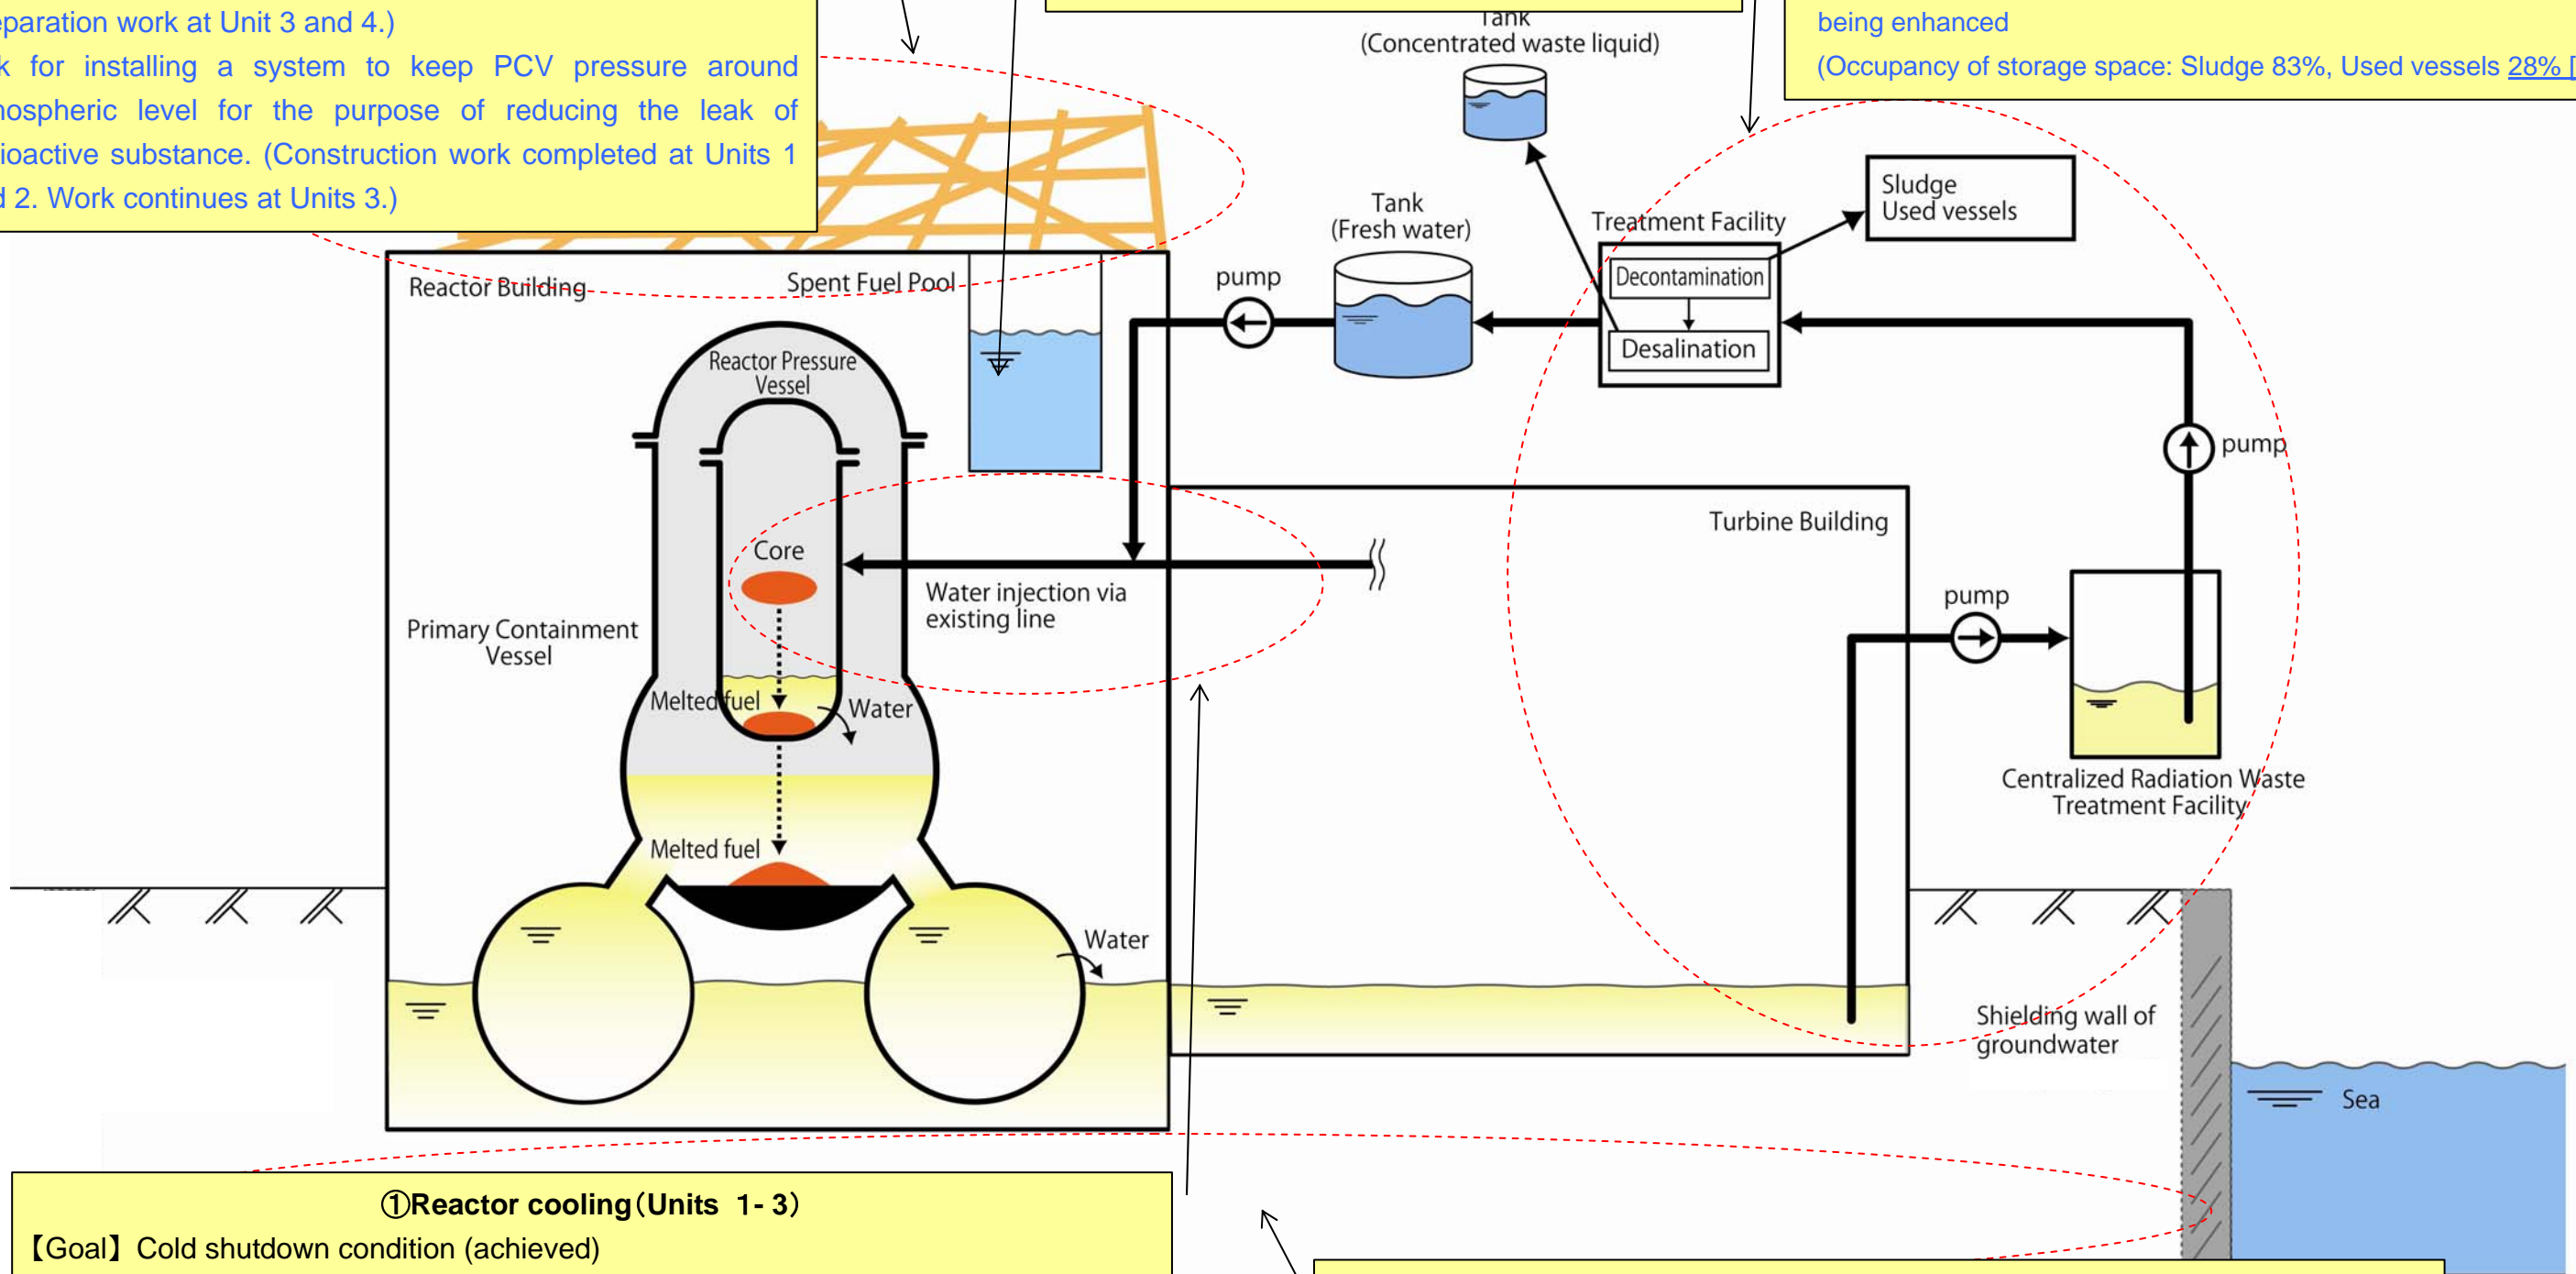 paration work at Unit 3 and 4.)
for installing a system to keep PCV pressure around
level for the purpose of reducing the leak of
substance. (Construction work completed at Units 1
2. Work continues at Units 3.)
Tank
(Concentrated waste liquid)
being enhanced
(Occupancy of storage space: Sludge 83%, Used vessels 28% [
Sludge
Used vessels
Tank
(Fresh water)
Treatment Facility
Decontamination
Desalination
pump
Reactor Building
Spent Fuel Pool
Reactor Pressure
Vessel
pump
Turbine Building
Core
Water injection via
existing line
pump
Primary Containment
Vessel
Melted fuel
Water
Centralized Radiation Waste
Treatment Facility
Melted fuel
Water
Shielding wall of
groundwater
Sea
①Reactor cooling（Units 1- 3）
【Goal】Cold shutdown condition (achieved)